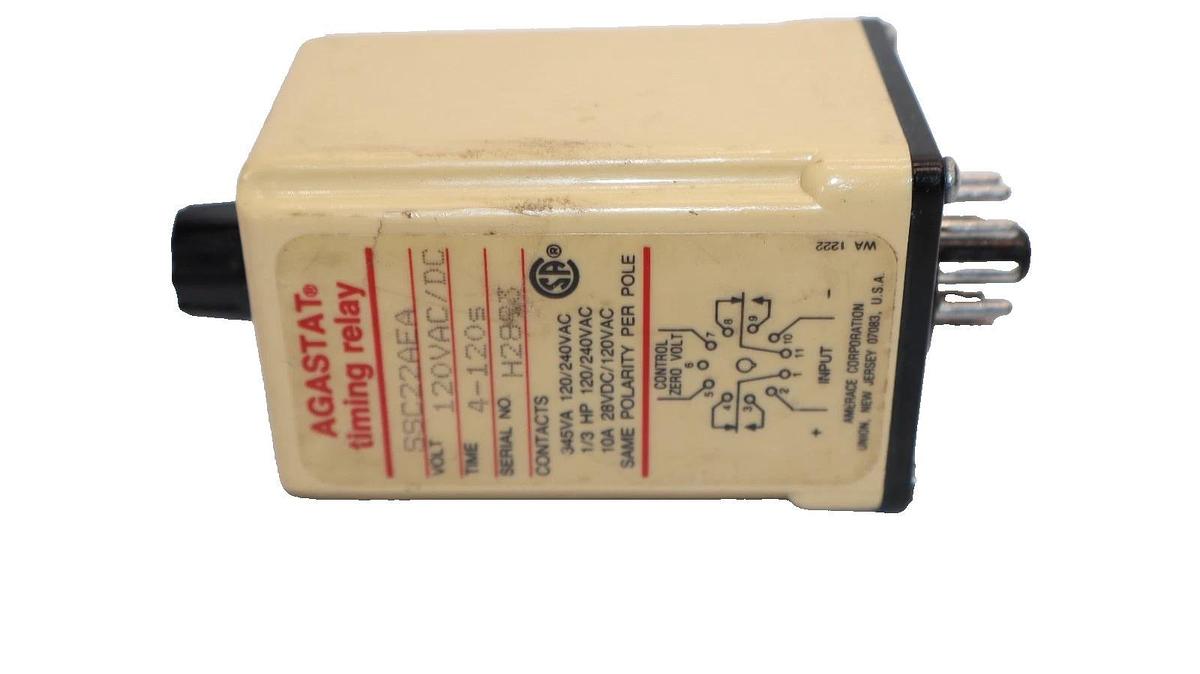 AGASTAT®
timing relay
SSC22AEA
VOLT 120VAC/DC
TIME 4-120s
SERIAL NO.
CONTACTS
SA®
345VA 120/240VAC
1/3 HP 120/240VAC
10A 28VDC/120VAC
SAME POLARITY PER POLE
CONTROL
ZERO VOLT
5 6 7
4 8
3 9
2 1 11 10
+ INPUT -
AMERACE CORPORATION
UNION, NEW JERSEY 07083, U.S.A.
WA 1222